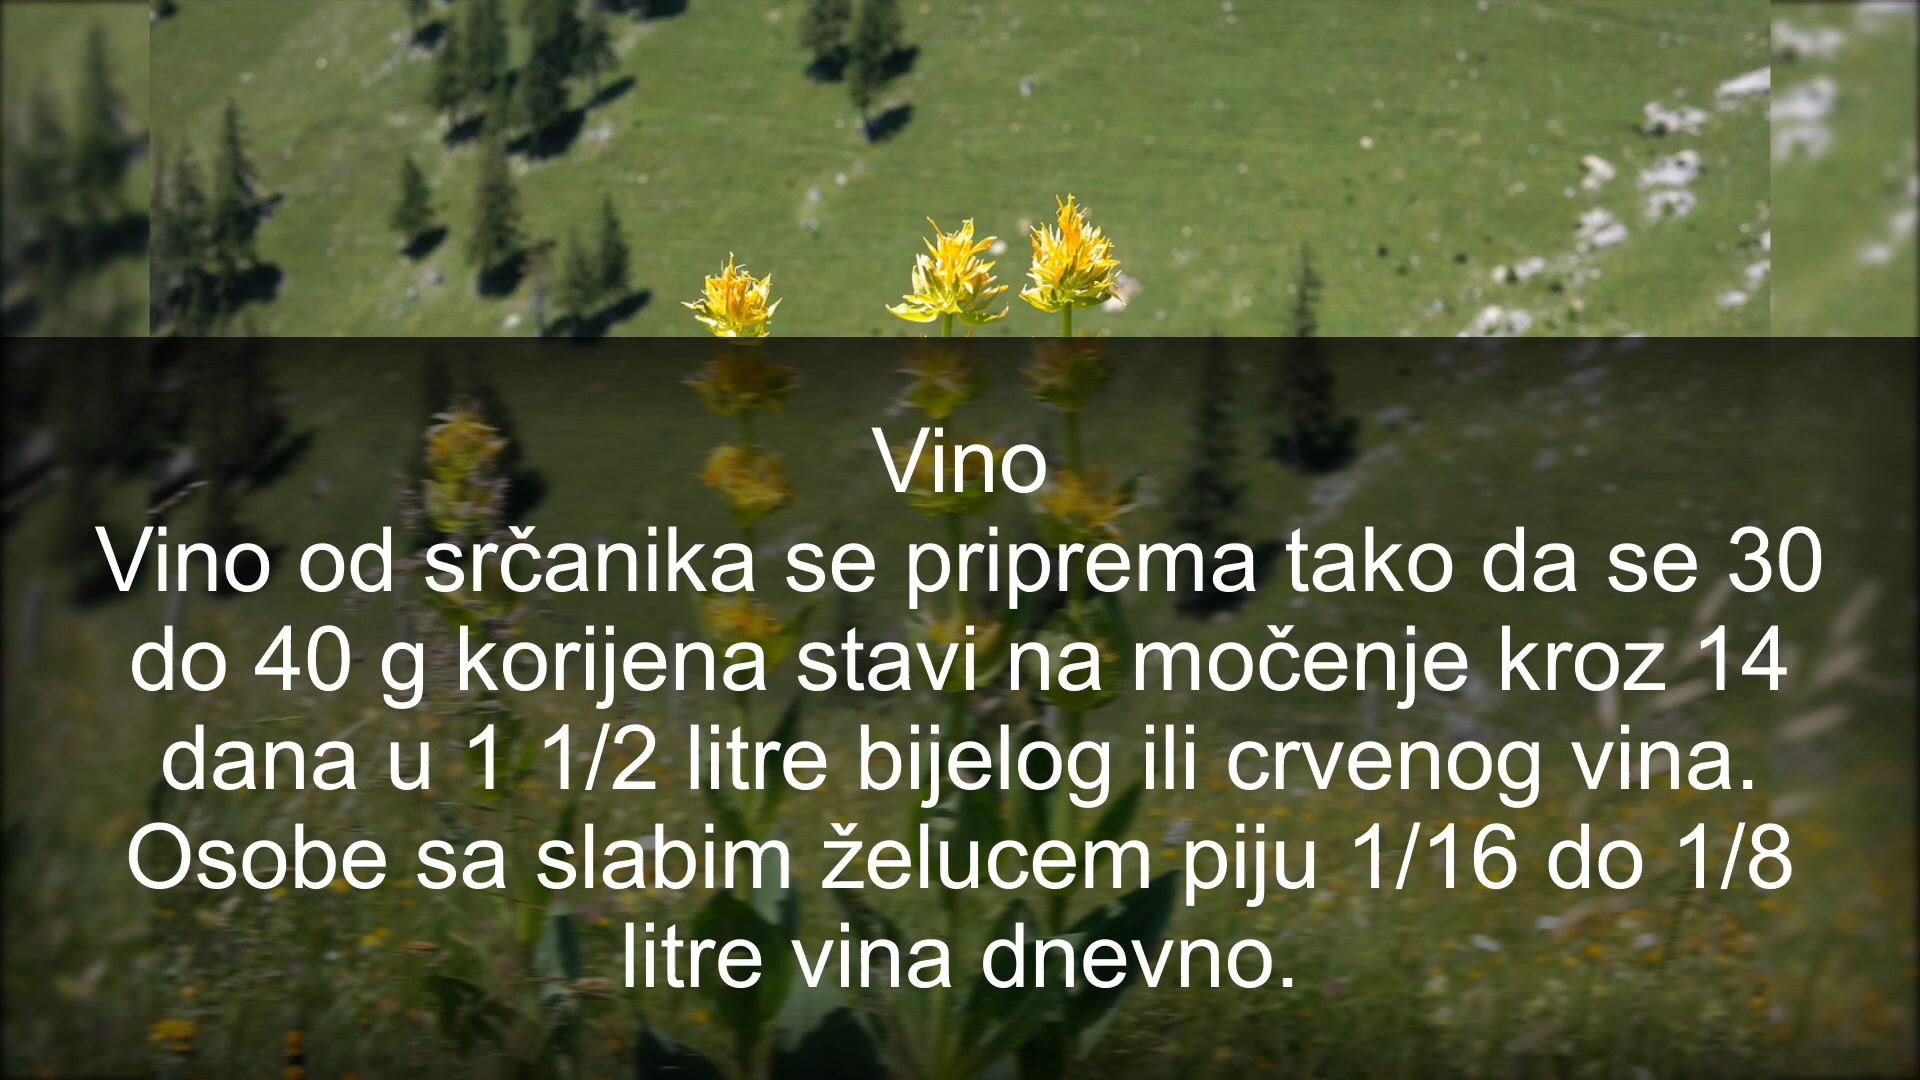 Vino
Vino od srčanika se priprema tako da se 30
do 40 g korijena stavi na močenje kroz 14
dana u 1 1/2 litre bijelog ili crvenog vina.
Osobe sa slabim želucem piju 1/16 do 1/8
litre vina dnevno.